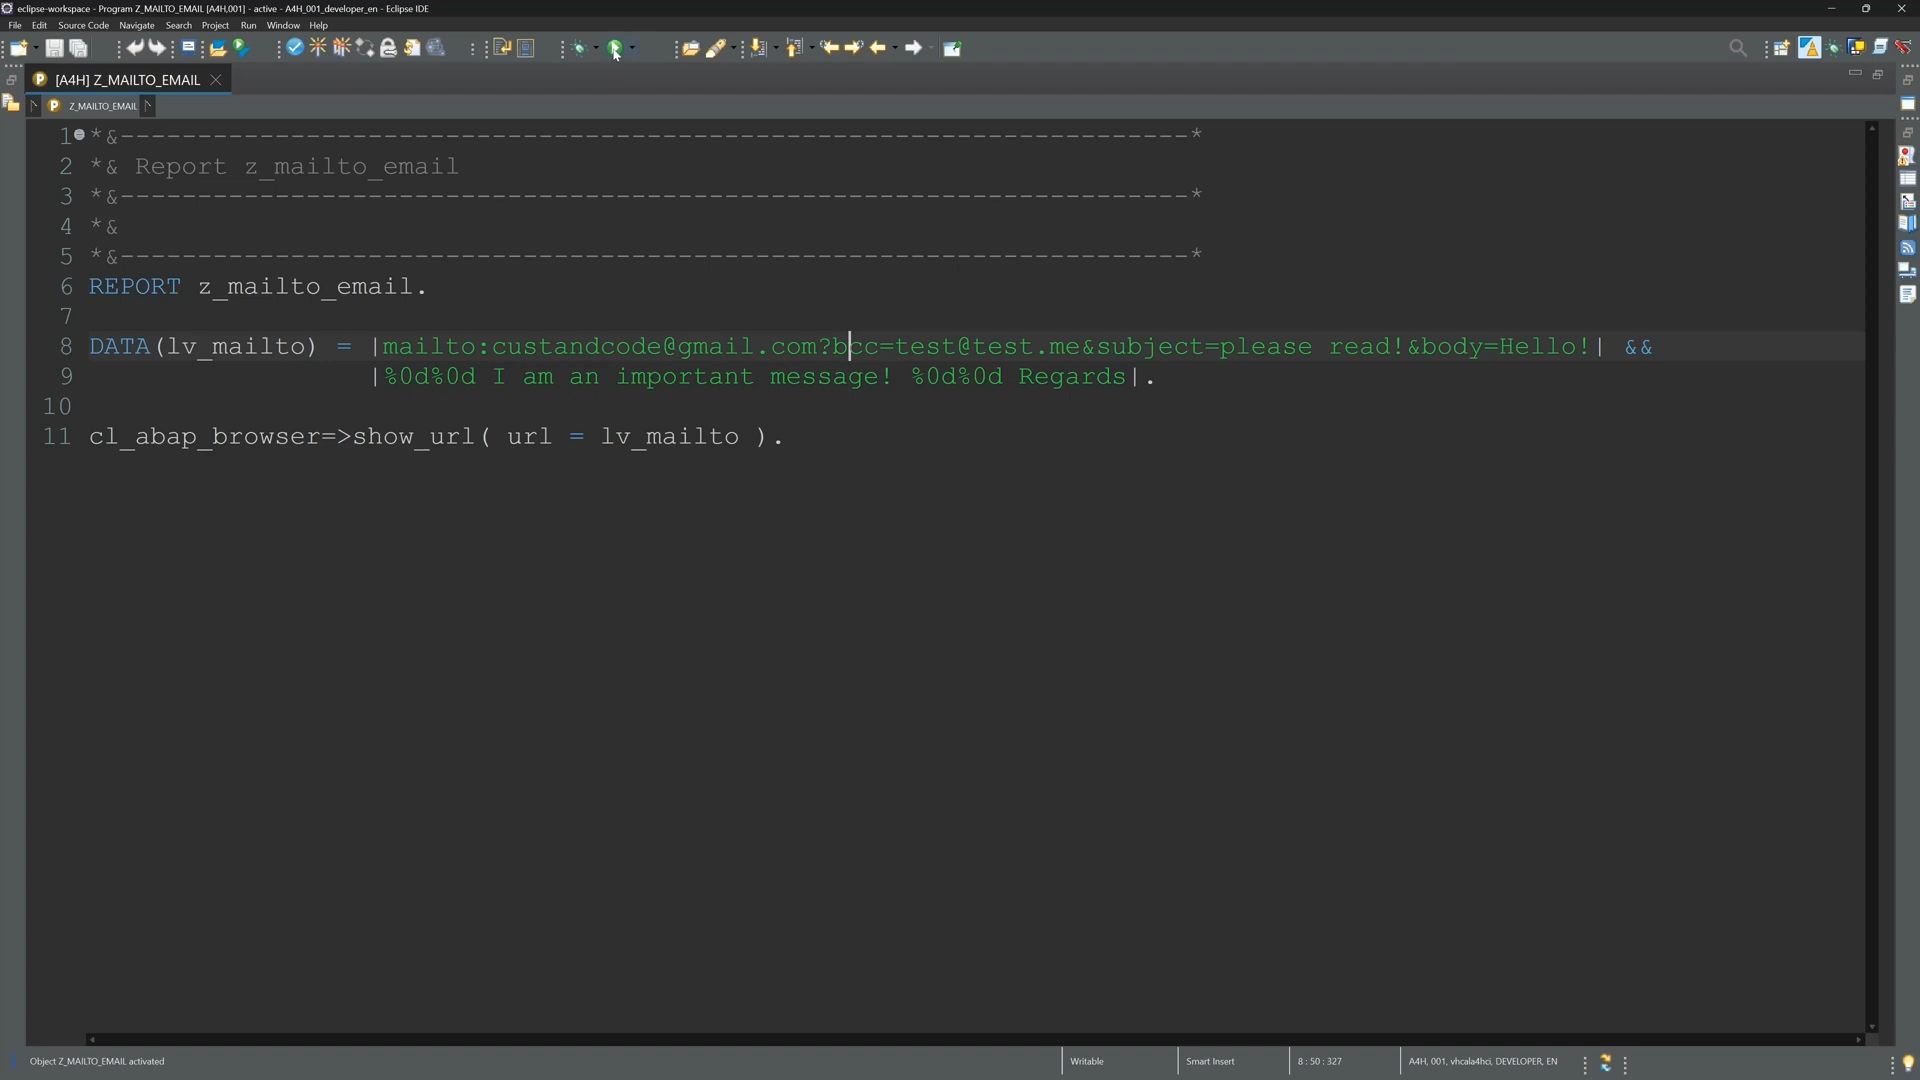 eclipse-workspace - Program Z_MAILTO_EMAIL [A4H,001] - active - A4H_001_developer_en - Eclipse IDE
File Edit Source Code Navigate Search Project Run Window Help
[A4H] Z_MAILTO_EMAIL
Z_MAILTO_EMAIL
1 *&---------------------------------------------------------------------*
2 *& Report z_mailto_email
3 *&---------------------------------------------------------------------*
4 *&
5 *&---------------------------------------------------------------------*
6 REPORT z_mailto_email.
7
8 DATA(lv_mailto) = |mailto:custandcode@gmail.com?bcc=test@test.me&subject=please read!&body=Hello!| &&
9 |%0d%0d I am an important message! %0d%0d Regards|.
10
11 cl_abap_browser=>show_url( url = lv_mailto ).
Object Z_MAILTO_EMAIL activated Writable Smart Insert 8 : 50 : 327 A4H, 001, vhcala4hci, DEVELOPER, EN